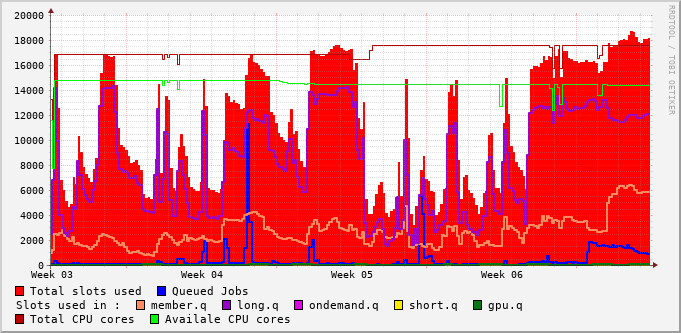 20000
18000
16000
14000
12000
10000
8000
6000
4000
2000
0
Week 03 Week 04 Week 05 Week 06
RRDTOOL / TOBI OETIKER
Total slots used Queued Jobs
Slots used in : member.q long.q ondemand.q short.q gpu.q
Total CPU cores Availale CPU cores